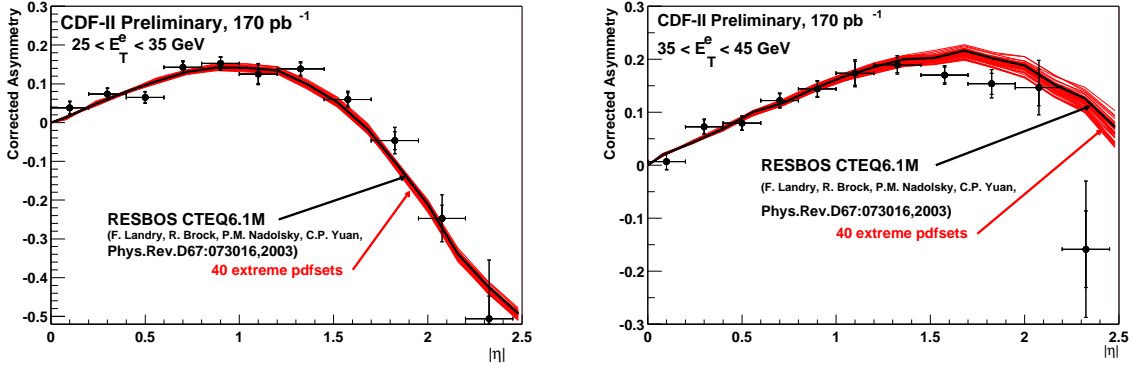 CDF-II Preliminary, 170 pb -1
25 < E e T < 35 GeV
Corrected Asymmetry
0.3
0.2
0.1
0
-0.1
-0.2
-0.3
-0.4
-0.5
RESBOS CTEQ6.1M
(F. Landry, R. Brock, P.M. Nadolsky, C.P. Yuan,
Phys.Rev.D67:073016,2003)
40 extreme pdfsets
0 0.5 1 1.5 2 2.5
|η|
CDF-II Preliminary, 170 pb -1
35 < E e T < 45 GeV
Corrected Asymmetry
0.3
0.2
0.1
0
-0.1
-0.2
-0.3
RESBOS CTEQ6.1M
(F. Landry, R. Brock, P.M. Nadolsky, C.P. Yuan,
Phys.Rev.D67:073016,2003)
40 extreme pdfsets
0 0.5 1 1.5 2 2.5
|η|